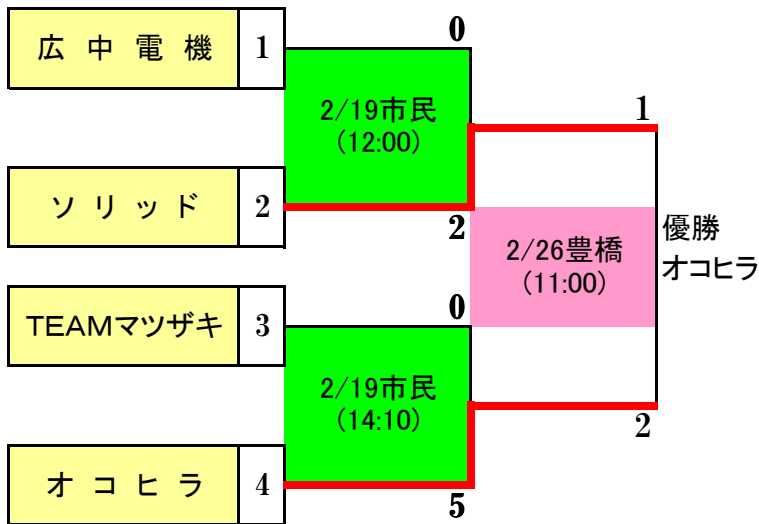 広中電機 1
0
2/19市民
(12:00)
1
ソリッド 2
2
2/26豊橋
(11:00)
優勝
オコヒラ
TEAMマツザキ 3
0
2/19市民
(14:10)
2
オコヒラ 4
5